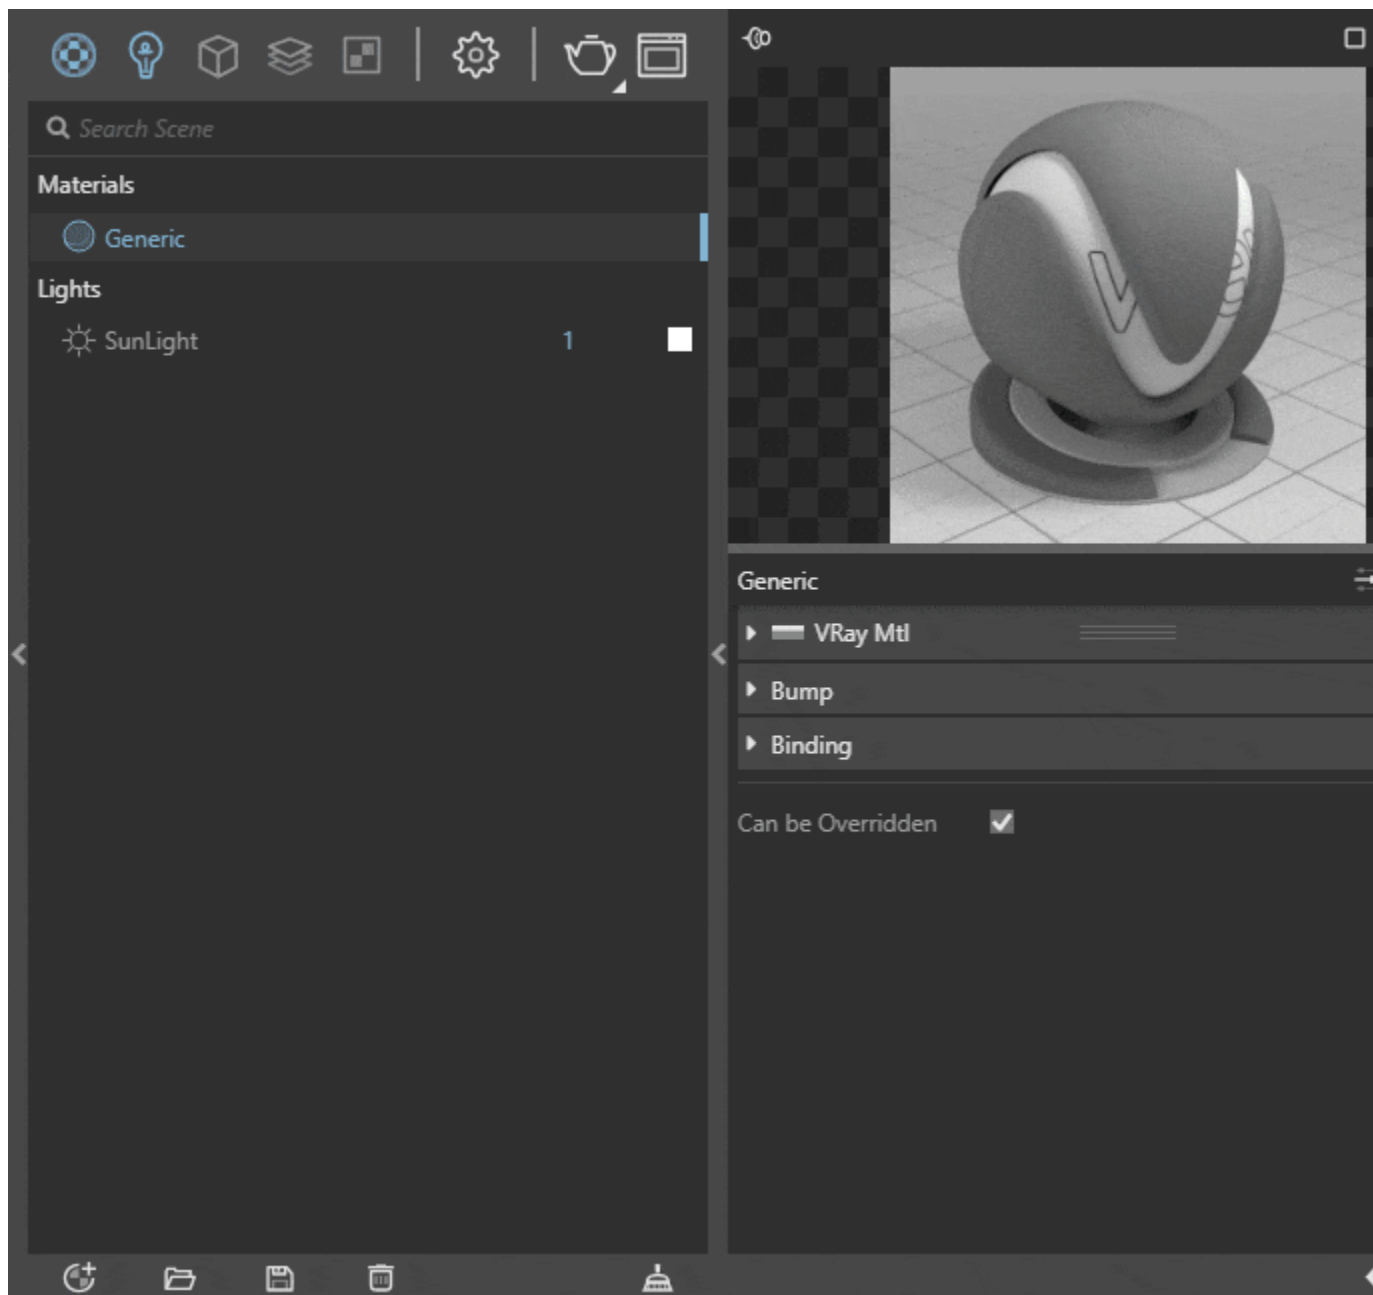 Search Scene
Materials
Generic
Lights
SunLight 1
V
Generic
VRay Mtl
Bump
Binding
Can be Overridden